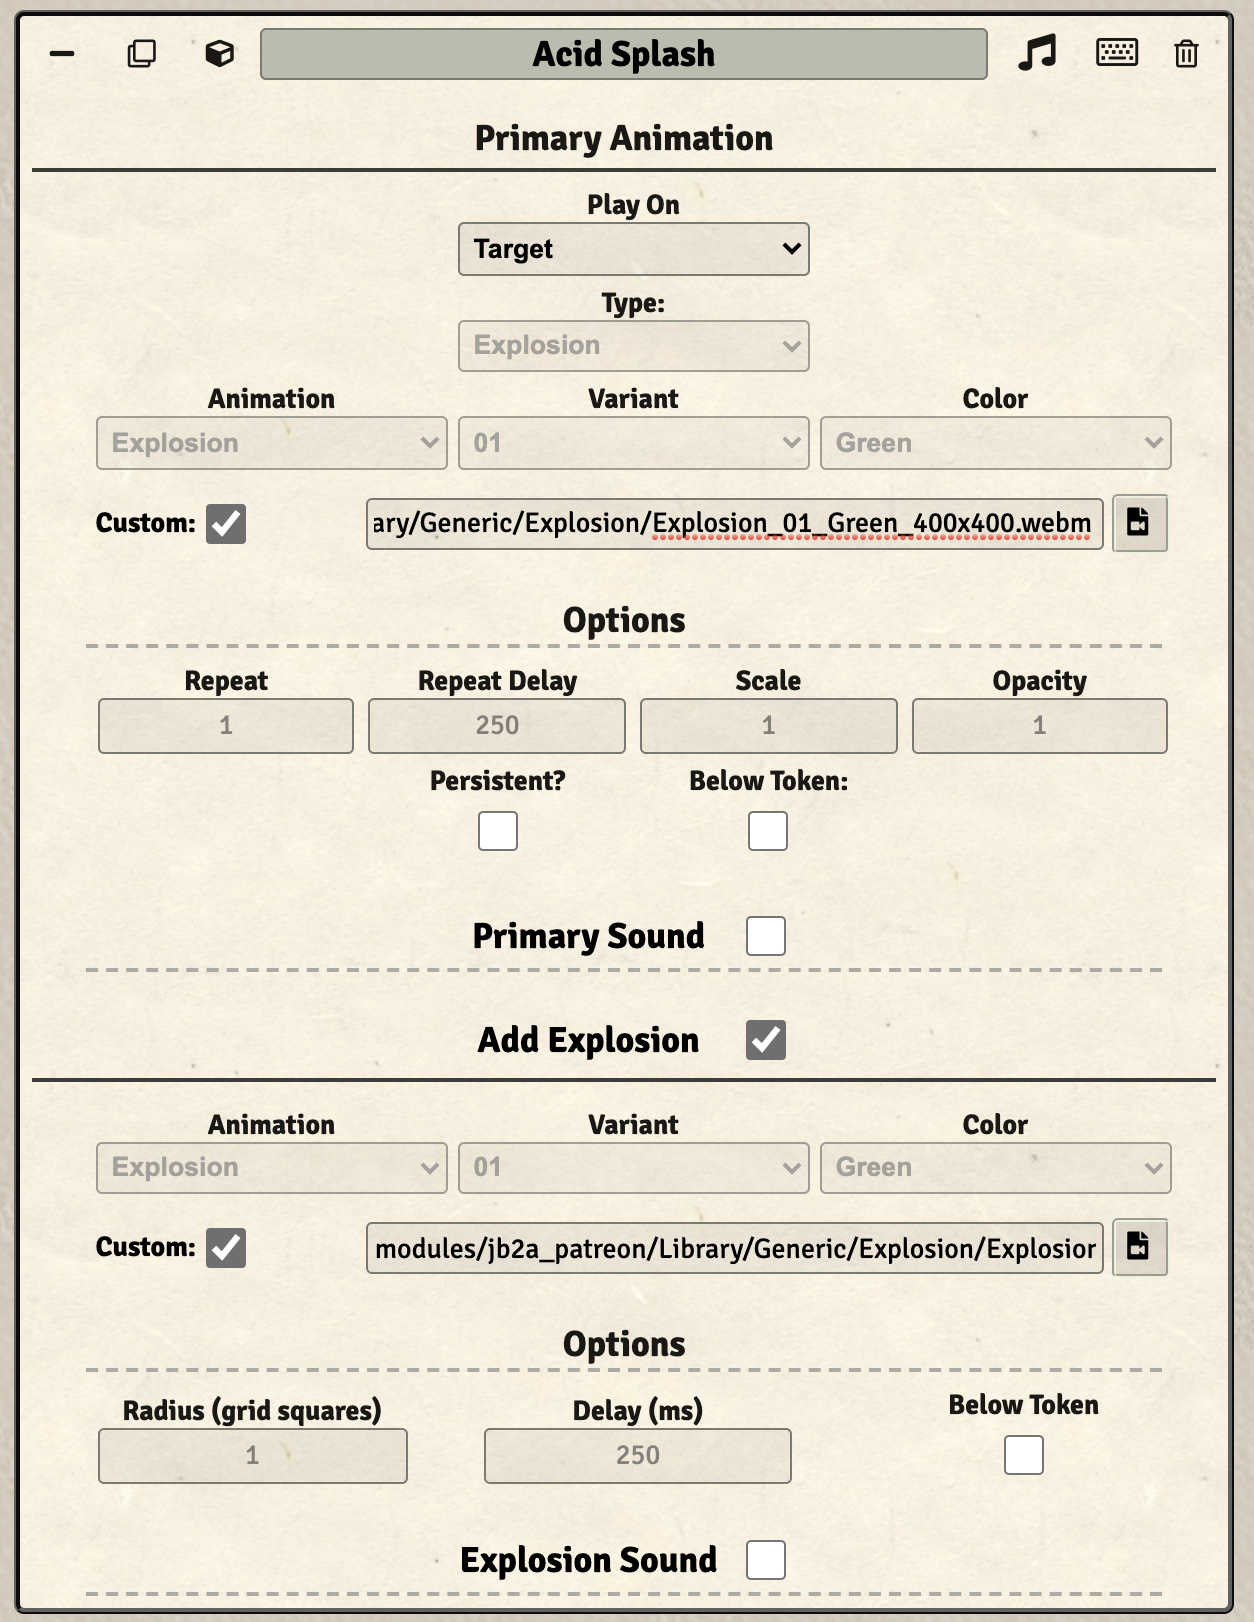 Acid Splash
Primary Animation
Play On
Target
Type:
Explosion
Animation Variant Color
Explosion 01 Green
Custom: ary/Generic/Explosion/Explosion_01_Green_400x400.webm
Options
Repeat Repeat Delay Scale Opacity
1 250 1 1
Persistent? Below Token:
Primary Sound
Add Explosion
Animation Variant Color
Explosion 01 Green
Custom: modules/jb2a_patreon/Library/Generic/Explosion/Explosion
Options
Radius (grid squares) Delay (ms) Below Token
1 250
Explosion Sound